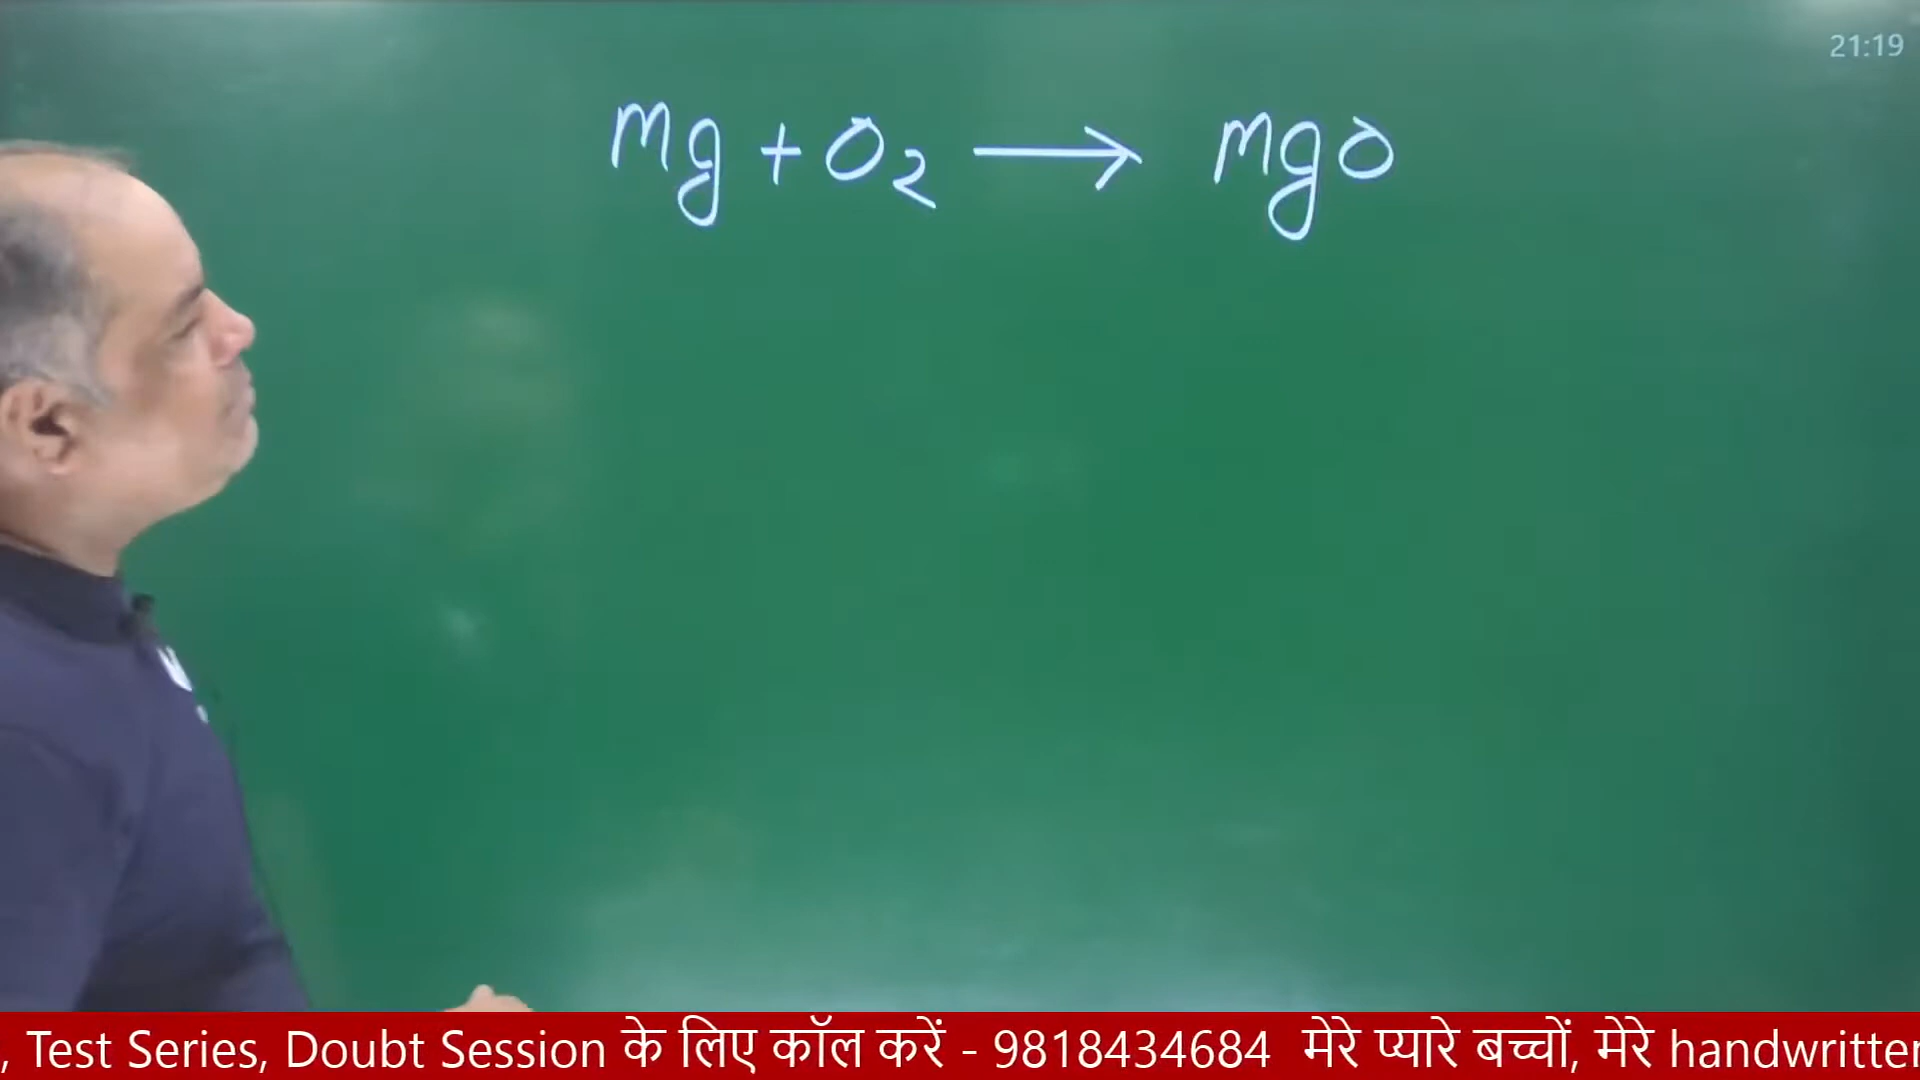 21:19
Mg + O₂ ⟶ MgO
, Test Series, Doubt Session के लिए कॉल करें - 9818434684 मेरे प्यारे बच्चों, मेरे handwritten